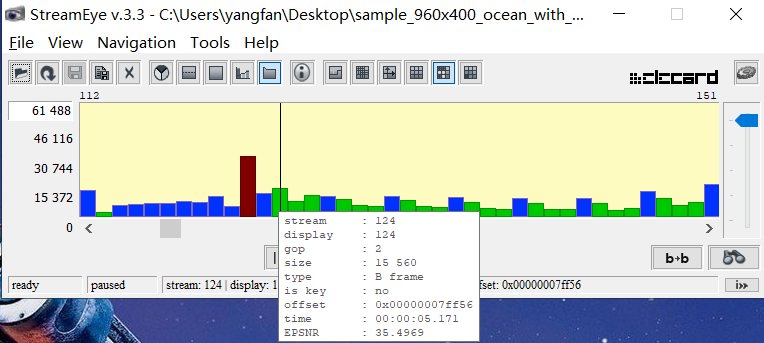 StreamEye v.3.3 - C:\Users\yangfan\Desktop\sample_960x400_ocean_with_...
File View Navigation Tools Help
elecard
112 151
61 488
46 116
30 744
15 372
0
stream : 124
display : 124
gop : 2
size : 15 560
type : B frame
is key : no
offset : 0x00000007ff56
time : 00:00:05.171
EPSNR : 35.4969
b→b
ready paused stream: 124 | display: 1 fset: 0x00000007ff56
i»